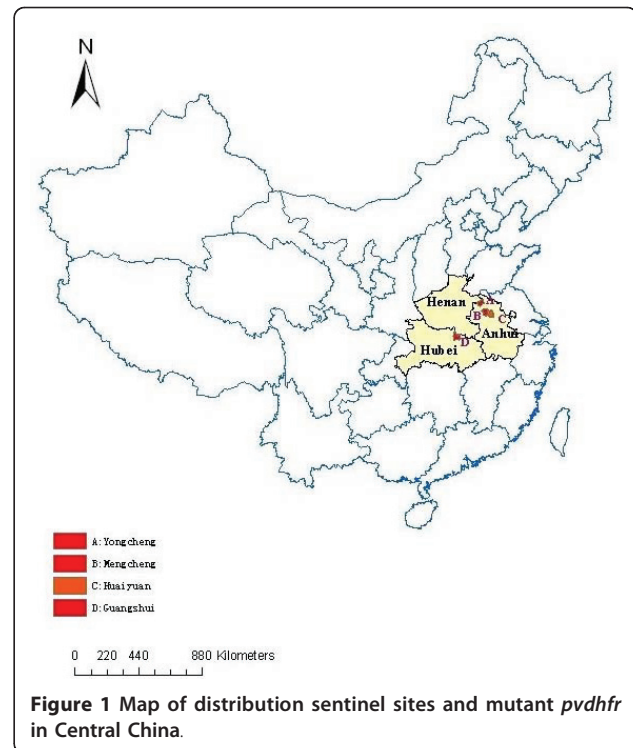 N
Henan
A
B
C
Anhui
D
Hubei
A:Yongcheng
B:Mengcheng
C:Huaiyuan
D:Guangshui
0 220 440 880 Kilometers
Figure 1 Map of distribution sentinel sites and mutant pvdhfr
in Central China.